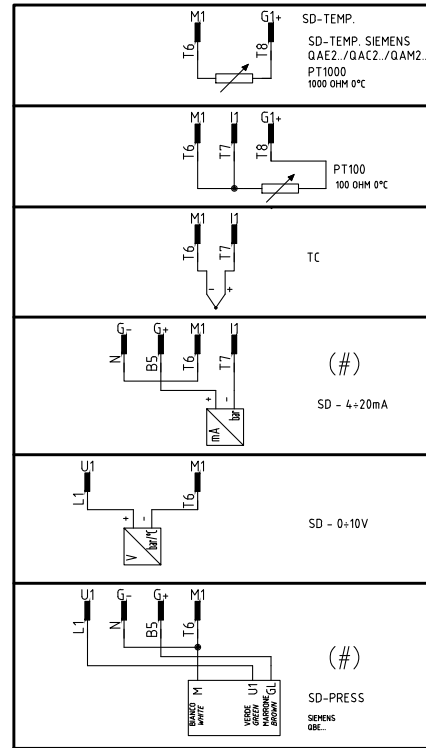 M1 G1+ SD-TEMP.
T6 T8
SD-TEMP. SIEMENS
QAE2../QAC2../QAM2..
PT1000
1000 OHM 0°C
M1 I1 G1+
T6 T7 T8
PT100
100 OHM 0°C
M1 I1
T6 T7
TC
- +
G- G+ M1 I1
N B5 T6 T7
(#)
+ -
mA bar
SD - 4÷20mA
U1 M1
L1 T6
+ -
V bar/°C
SD - 0÷10V
U1 G- G+ M1
L1 N B5 T6
(#)
M U1 GL
BIANCO VERDE MARRONE
WHITE GREEN BROWN
SD-PRESS
SIEMENS
QBE...